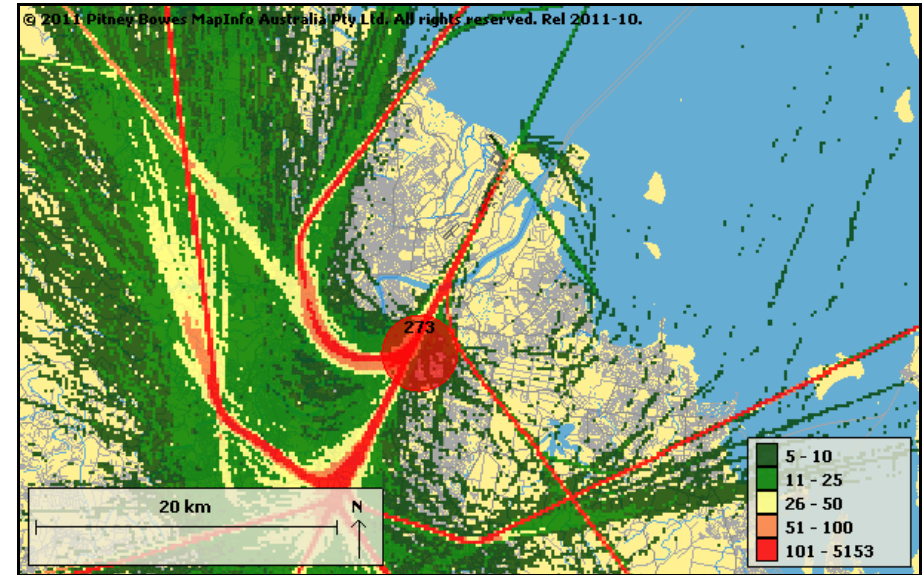 © 2011 Pitney Bowes MapInfo Australia Pty Ltd. All rights reserved. Rel 2011-10.
273
20 km
N
5 - 10
11 - 25
26 - 50
51 - 100
101 - 5153